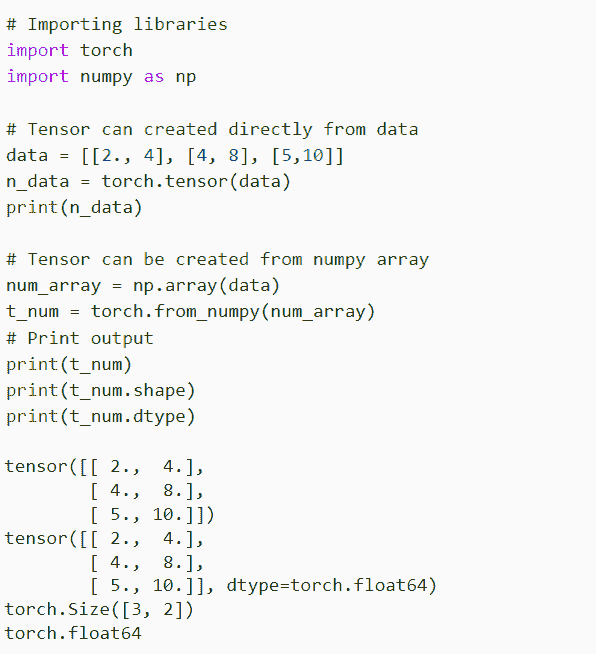 # Importing libraries
import torch
import numpy as np
# Tensor can created directly from data
data = [[2., 4], [4, 8], [5,10]]
n_data = torch.tensor(data)
print(n_data)
# Tensor can be created from numpy array
num_array = np.array(data)
t_num = torch.from_numpy(num_array)
# Print output
print(t_num)
print(t_num.shape)
print(t_num.dtype)
tensor([[ 2.,  4.],
        [ 4.,  8.],
        [ 5., 10.]])
tensor([[ 2.,  4.],
        [ 4.,  8.],
        [ 5., 10.]], dtype=torch.float64)
torch.Size([3, 2])
torch.float64